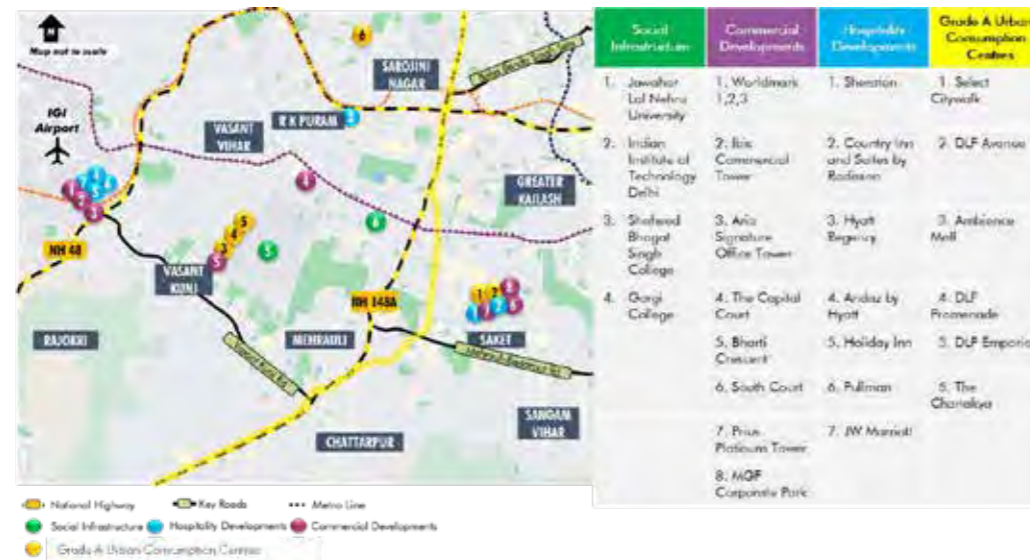 Map not to scale
IGI
Airport
SAROJINI
NAGAR
VASANT
VIHAR
R K PURAM
GREATER
KAILASH
NH 48
VASANT
KUNJ
NH 148A
RAJOKRI
MEHRAULI
SAKET
SANGAM
VIHAR
CHATTARPUR
National Highway
Key Roads
Metro Line
Social Infrastructure
Hospitality Developments
Commercial Developments
Grade A Urban Consumption Centres
Social
Infrastructure
Commercial
Developments
Hospitality
Developments
Grade A Urban
Consumption
Centres
1. Jawahar
Lal Nehru
University
1. Worldmark
1,2,3
1. Sheraton
1. Select
Citywalk
2. Indian
Institute of
Technology
Delhi
2. Ibis
Commercial
Tower
2. Country Inn
and Suites by
Radisson
2. DLF Avenue
3. Shaheed
Bhagat
Singh
College
3. Aria
Signature
Office Tower
3. Hyatt
Regency
3. Ambience
Mall
4. Gargi
College
4. The Capital
Court
4. Andaz by
Hyatt
4. DLF
Promenade
5. Bharti
Crescent
5. Holiday Inn
5. DLF Emporio
6. South Court
6. Pullman
5. The
Chanakya
7. Prius
Platinum Tower
7. JW Marriott
8. MGF
Corporate Park